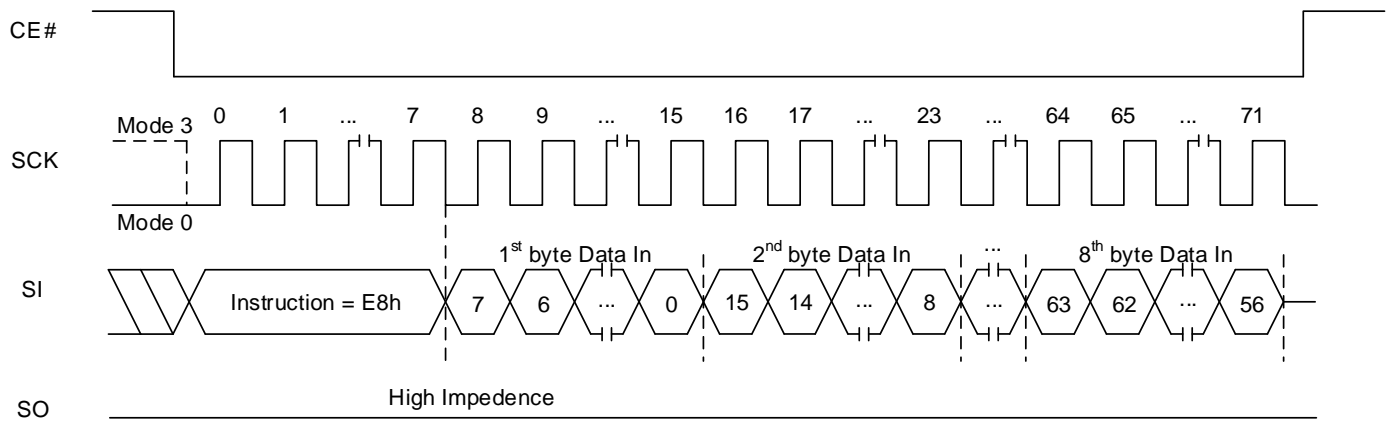 CE#
0 1 ... 7 8 9 ... 15 16 17 ... 23 ... 64 65 ... 71
Mode 3
SCK
Mode 0
1st byte Data In 2nd byte Data In ... 8th byte Data In
SI
Instruction = E8h 7 6 ... 0 15 14 ... 8 ... 63 62 ... 56
High Impedence
SO